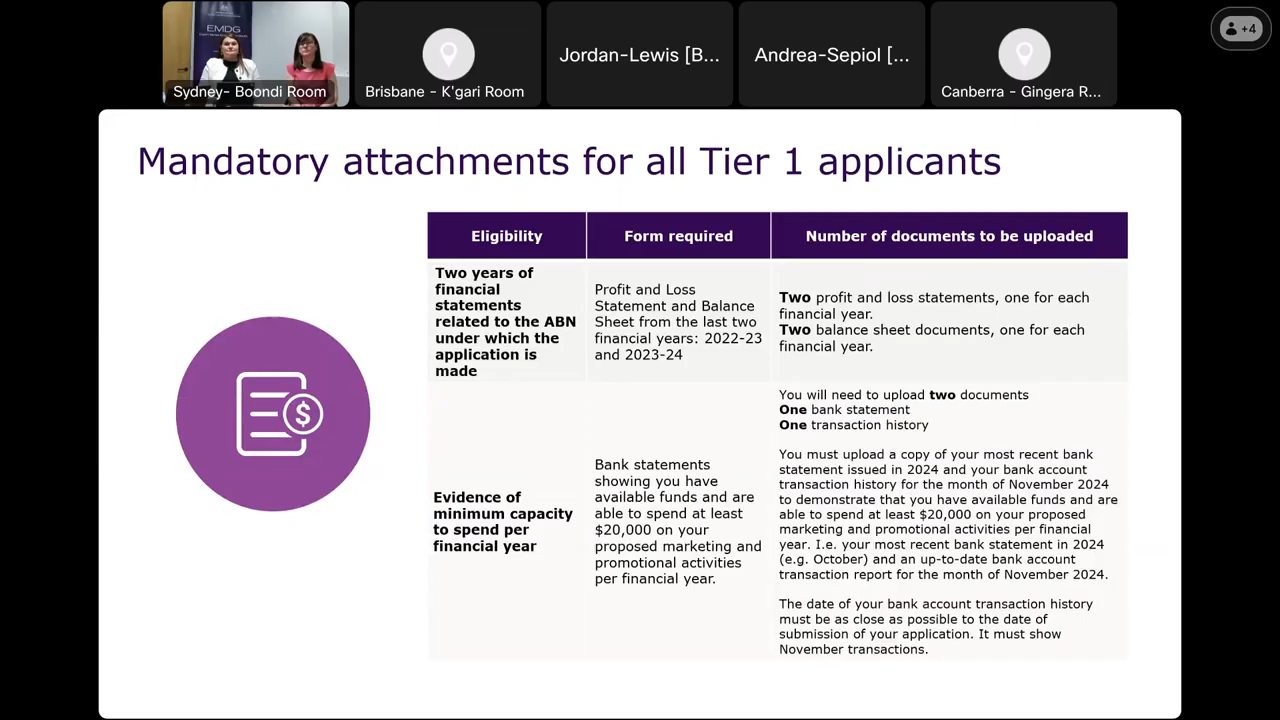 EMDG
Sydney- Boondi Room
Brisbane - K'gari Room
Jordan-Lewis [B...
Andrea-Sepiol [...
Canberra - Gingera R...
+4
Mandatory attachments for all Tier 1 applicants
Eligibility
Form required
Number of documents to be uploaded
Two years of
financial
statements
related to the ABN
under which the
application is
made
Profit and Loss
Statement and Balance
Sheet from the last two
financial years: 2022-23
and 2023-24
Two profit and loss statements, one for each
financial year.
Two balance sheet documents, one for each
financial year.
Evidence of
minimum capacity
to spend per
financial year
Bank statements
showing you have
available funds and are
able to spend at least
$20,000 on your
proposed marketing and
promotional activities
per financial year.
You will need to upload two documents
One bank statement
One transaction history
You must upload a copy of your most recent bank
statement issued in 2024 and your bank account
transaction history for the month of November 2024
to demonstrate that you have available funds and are
able to spend at least $20,000 on your proposed
marketing and promotional activities per financial
year. I.e. your most recent bank statement in 2024
(e.g. October) and an up-to-date bank account
transaction report for the month of November 2024.
The date of your bank account transaction history
must be as close as possible to the date of
submission of your application. It must show
November transactions.
$